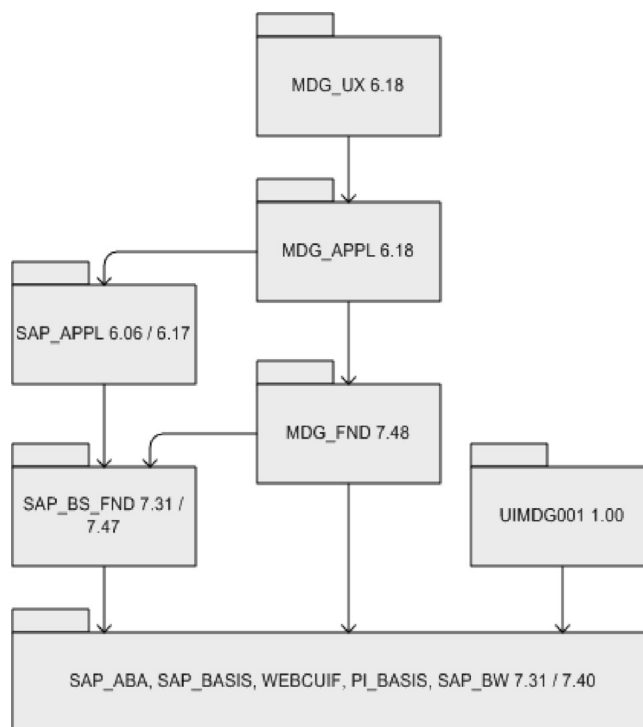 MDG_UX 6.18
MDG_APPL 6.18
SAP_APPL 6.06 / 6.17
MDG_FND 7.48
SAP_BS_FND 7.31 /
7.47
UIMDG001 1.00
SAP_ABA, SAP_BASIS, WEBCUIF, PI_BASIS, SAP_BW 7.31 / 7.40